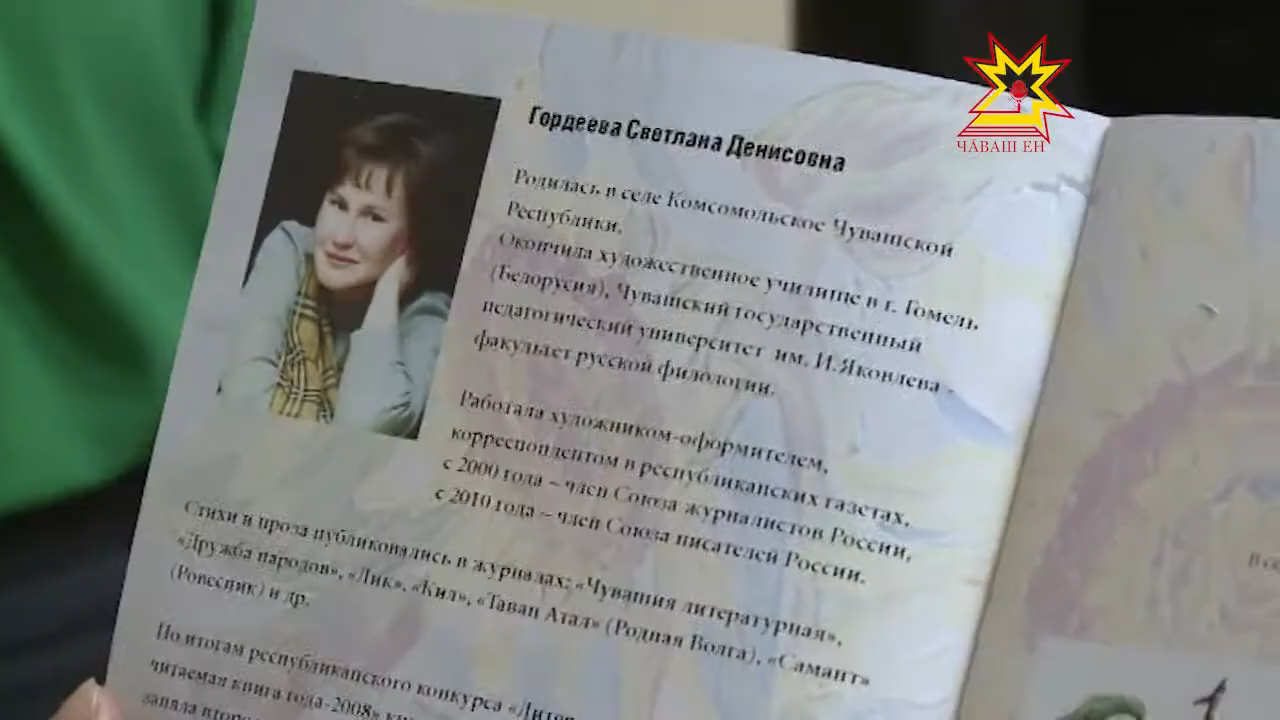 ЧӐВАШ ЕН
Гордеева Светлана Денисовна
Родилась в селе Комсомольское Чувашской
Республики.
Окончила художественное училище в г. Гомель
(Белорусия), Чувашский государственный
педагогический университет им. И.Яковлева -
факультет русской филологии.
Работала художником-оформителем,
корреспондентом в республиканских газетах,
с 2000 года – член Союза журналистов России,
с 2010 года – член Союза писателей России.
Стихи и проза публиковались в журналах: «Чувашия литературная»,
«Дружба народов», «Лик», «Кил», «Таван Атал» (Родная Волга), «Самант»
(Ровесник) и др.
По итогам республиканского конкурса
читаемая книга года-2008»
заняла